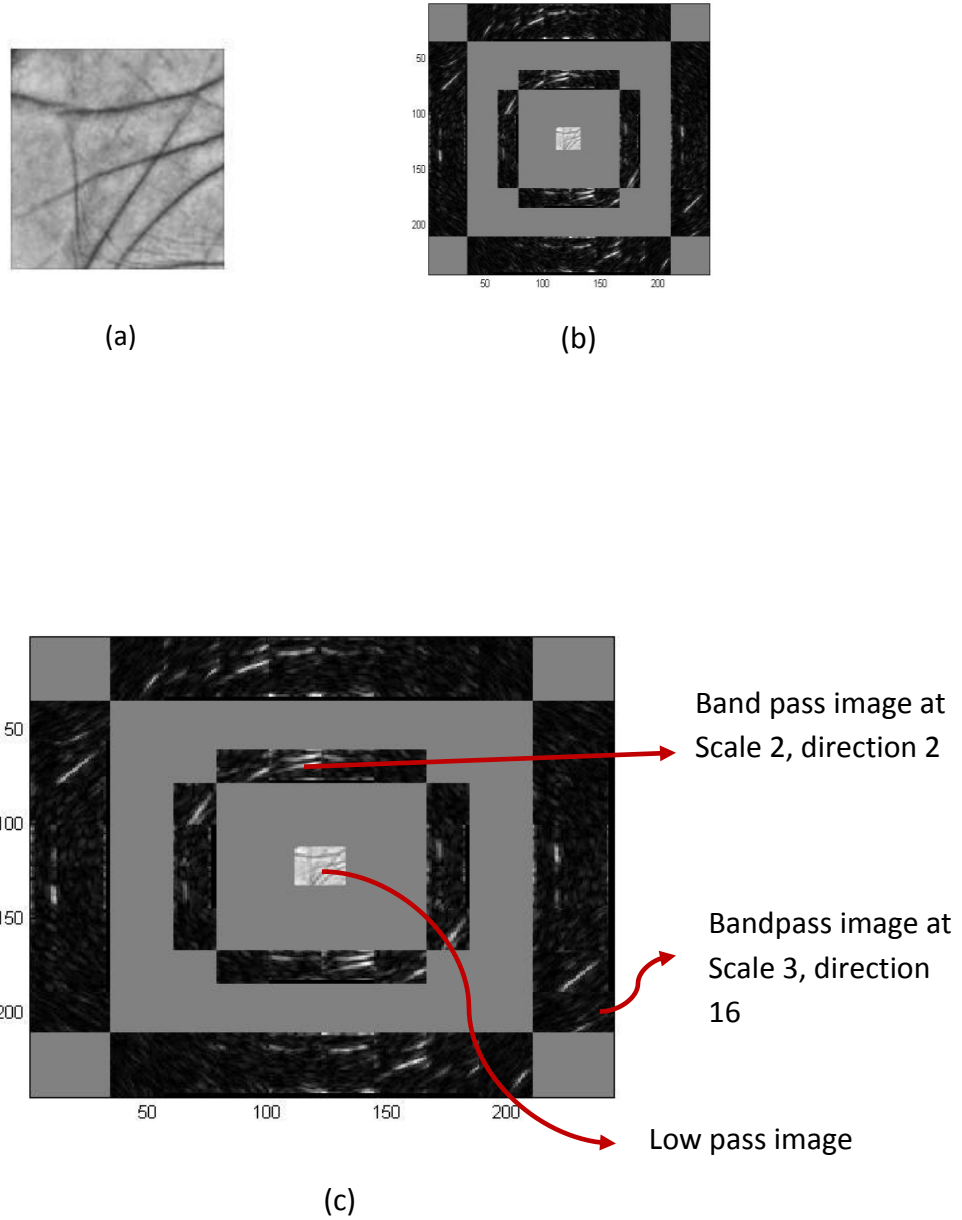 50
100
150
200
50 100 150 200
(a)
(b)
50
100
150
200
50 100 150 200
Band pass image at
Scale 2, direction 2
Bandpass image at
Scale 3, direction
16
Low pass image
(c)